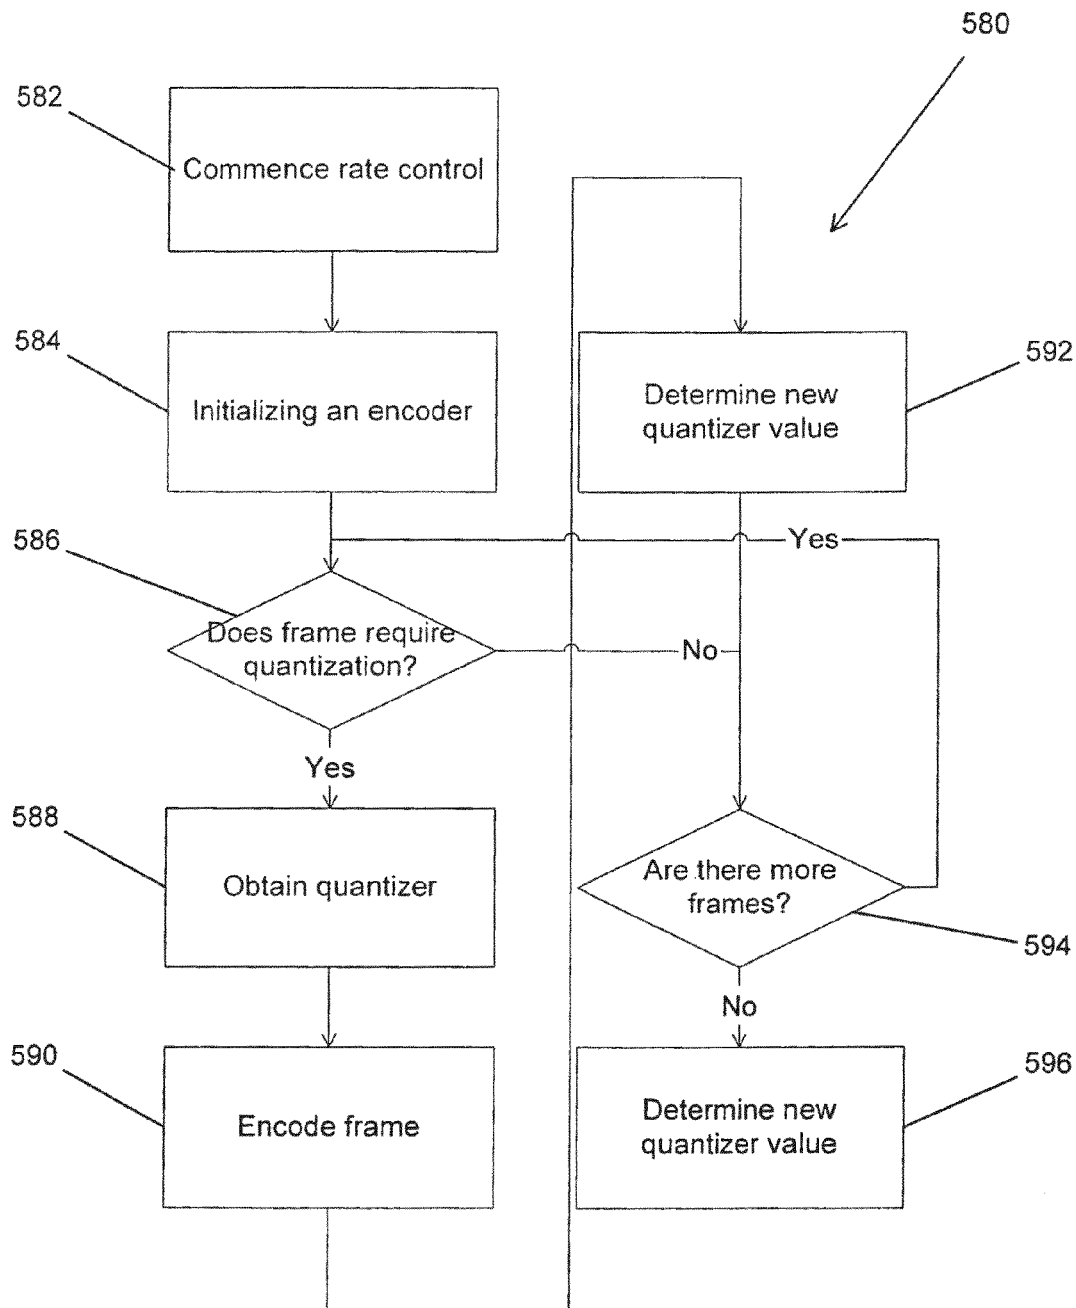 580
582
Commence rate control
584
Initializing an encoder
592
Determine new
quantizer value
586
Yes
Does frame require
quantization?
No
Yes
588
Obtain quantizer
Are there more
frames?
594
No
590
Encode frame
596
Determine new
quantizer value